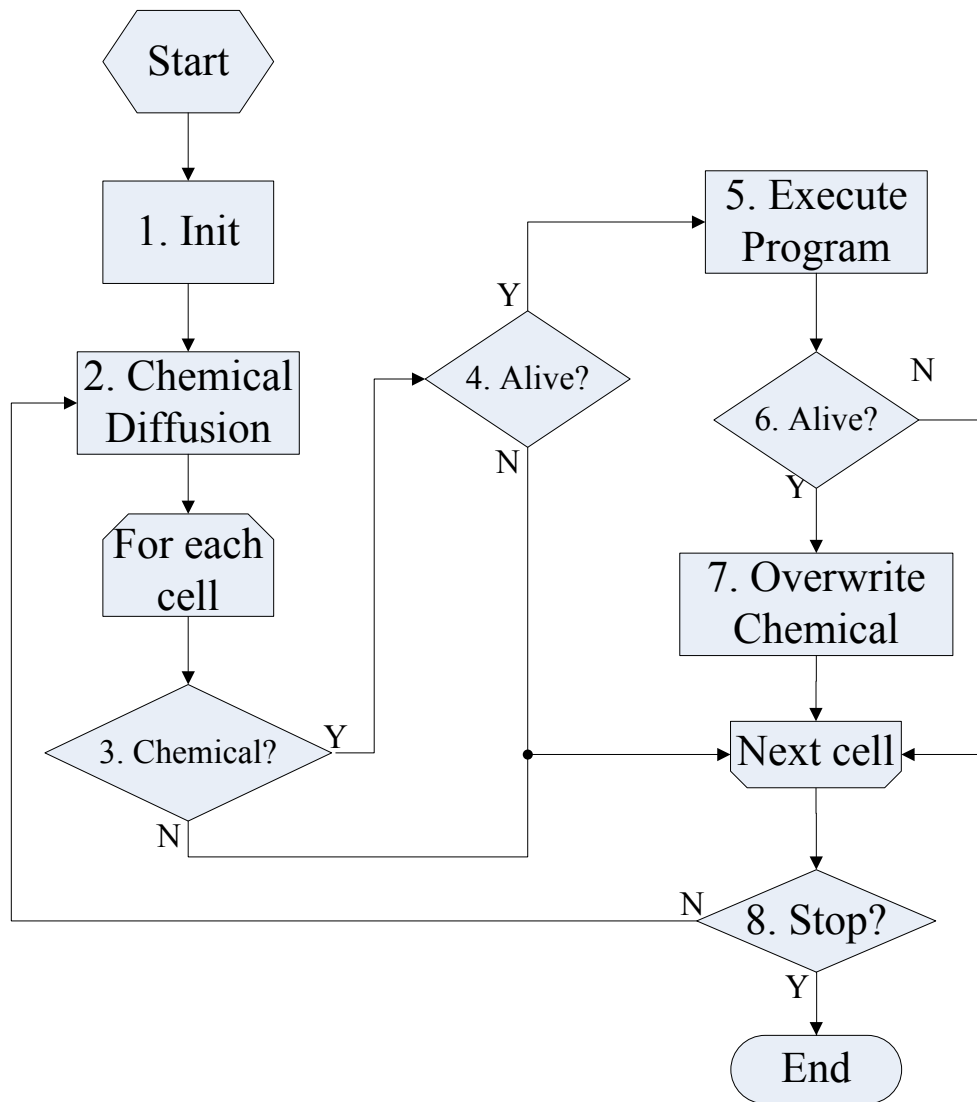 Start
1. Init
2. Chemical
Diffusion
For each
cell
3. Chemical?
Y
N
4. Alive?
Y
N
5. Execute
Program
6. Alive?
N
Y
7. Overwrite
Chemical
Next cell
8. Stop?
N
Y
End